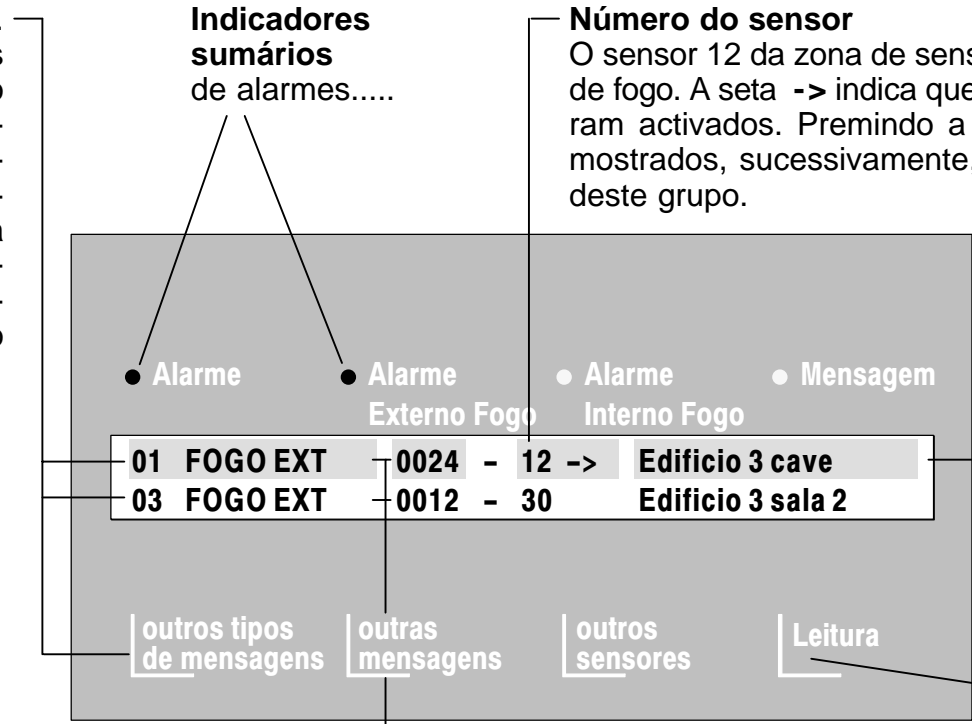 Indicadores
sumários
de alarmes.....
Número do sensor
O sensor 12 da zona de
de fogo. A seta -> indica que
ram activados. Premindo a
mostrados, sucessivamente,
deste grupo.
● Alarme ● Alarme ● Alarme ● Mensagem
Externo Fogo Interno Fogo
01 FOGO EXT 0024 - 12 -> Edificio 3 cave
03 FOGO EXT 0012 - 30 Edificio 3 sala 2
outros tipos outras outros Leitura
de mensagens mensagens sensores